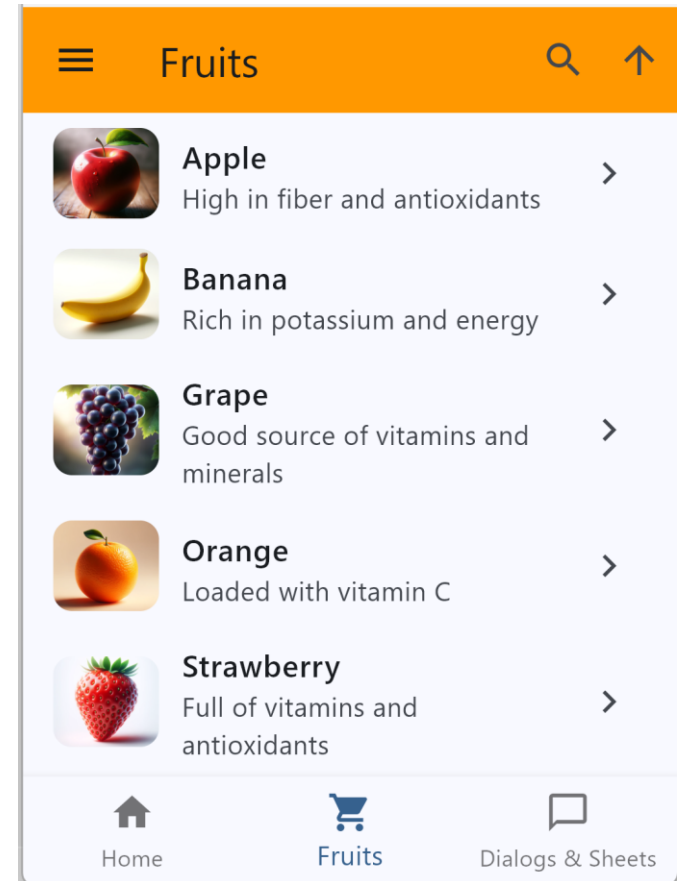 Fruits
Apple
High in fiber and antioxidants
Banana
Rich in potassium and energy
Grape
Good source of vitamins and
minerals
Orange
Loaded with vitamin C
Strawberry
Full of vitamins and
antioxidants
Home
Fruits
Dialogs & Sheets